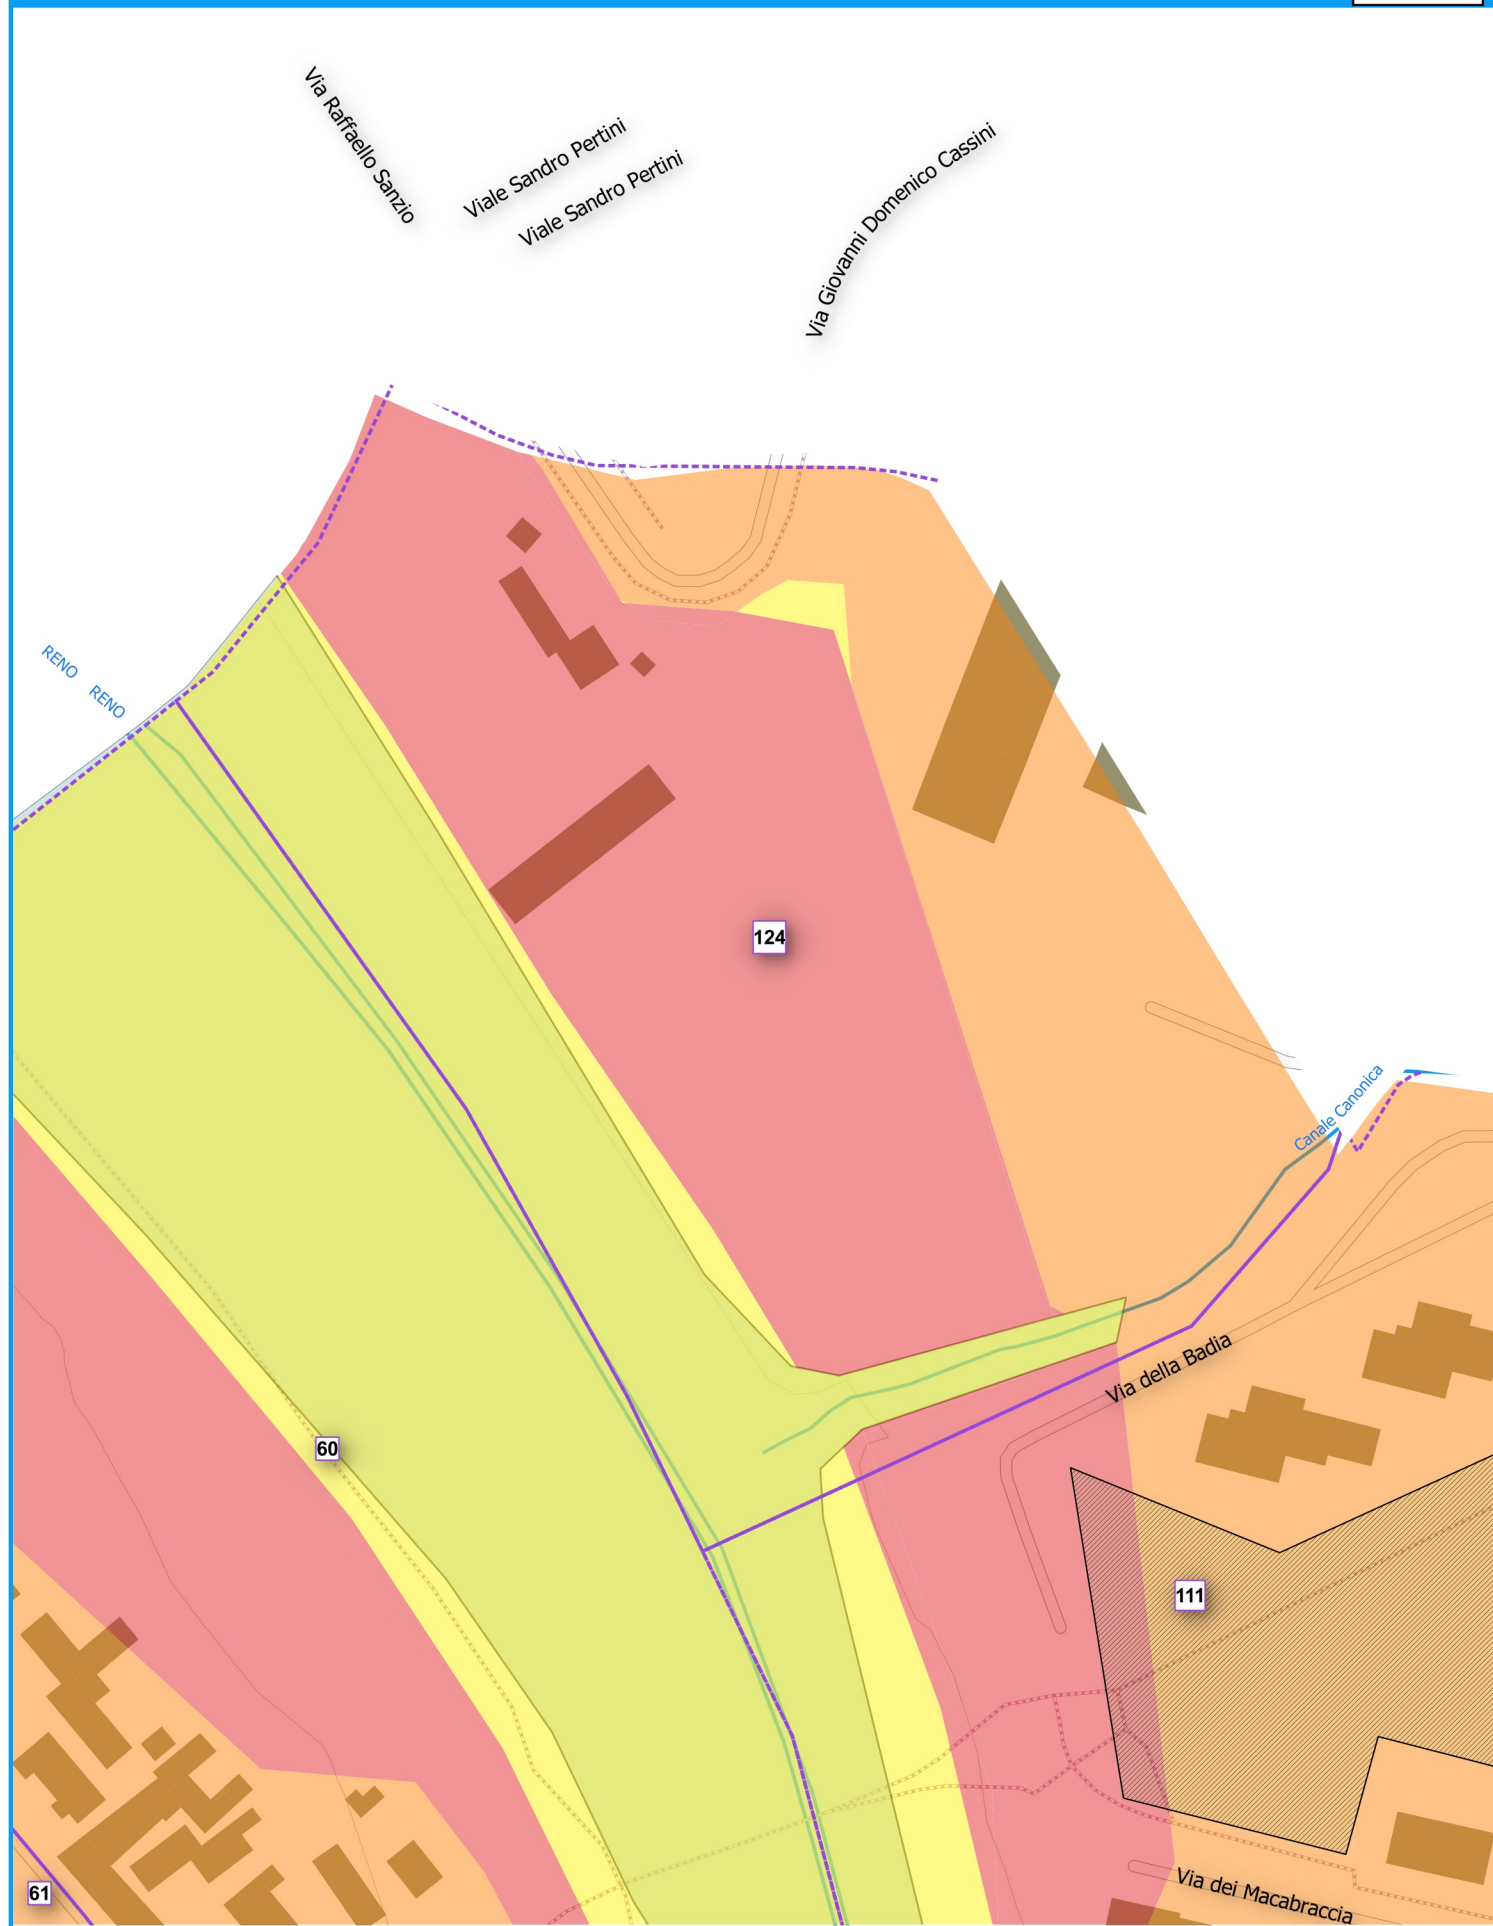 Via Raffaello Sanzio
Viale Sandro Pertini
Viale Sandro Pertini
Via Giovanni Domenico Cassini
RENO
RENO
124
Canale Canonica
Via della Badia
60
111
61
Via dei Macabraccia